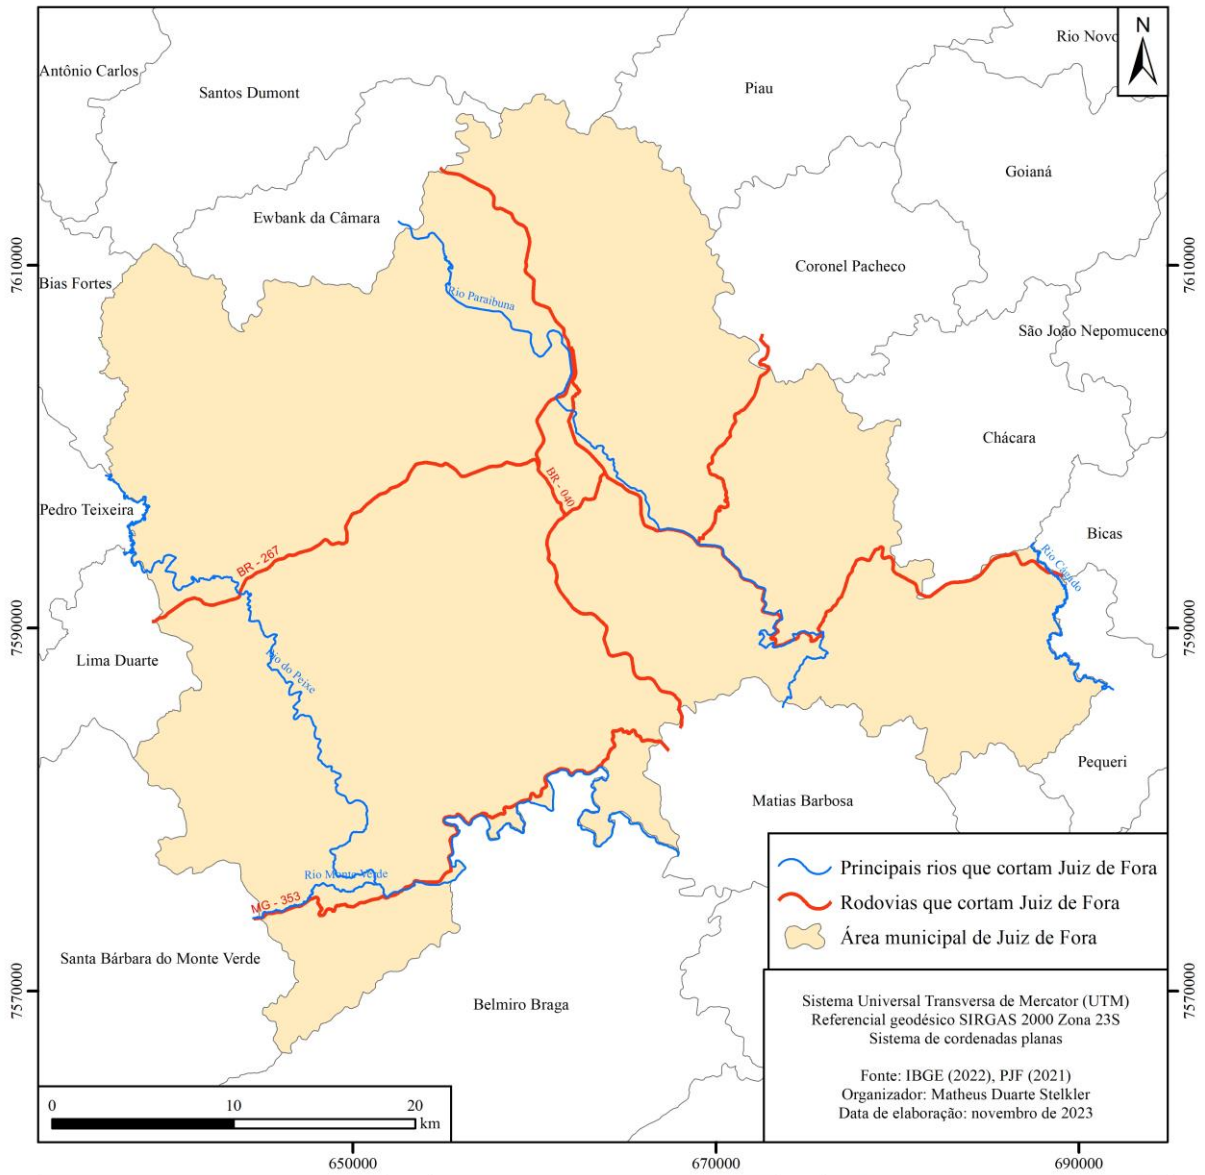 N
Rio Novo
Antônio Carlos
Santos Dumont
Piau
Goianá
Ewbank da Câmara
Coronel Pacheco
Bias Fortes
7610000
7610000
Rio Paraibuna
São João Nepomuceno
Chácara
BR - 040
Pedro Teixeira
Bicas
BR - 267
Rio Cágado
7590000
7590000
Lima Duarte
Rio do Peixe
Pequeri
Matias Barbosa
Principais rios que cortam Juiz de Fora
Rio Monte Verde
MG - 353
Rodovias que cortam Juiz de Fora
Área municipal de Juiz de Fora
Santa Bárbara do Monte Verde
7570000
7570000
Belmiro Braga
Sistema Universal Transversa de Mercator (UTM)
Referencial geodésico SIRGAS 2000 Zona 23S
Sistema de cordenadas planas
Fonte: IBGE (2022), PJF (2021)
Organizador: Matheus Duarte Stelkler
Data de elaboração: novembro de 2023
0 10 20
km
650000 670000 690000